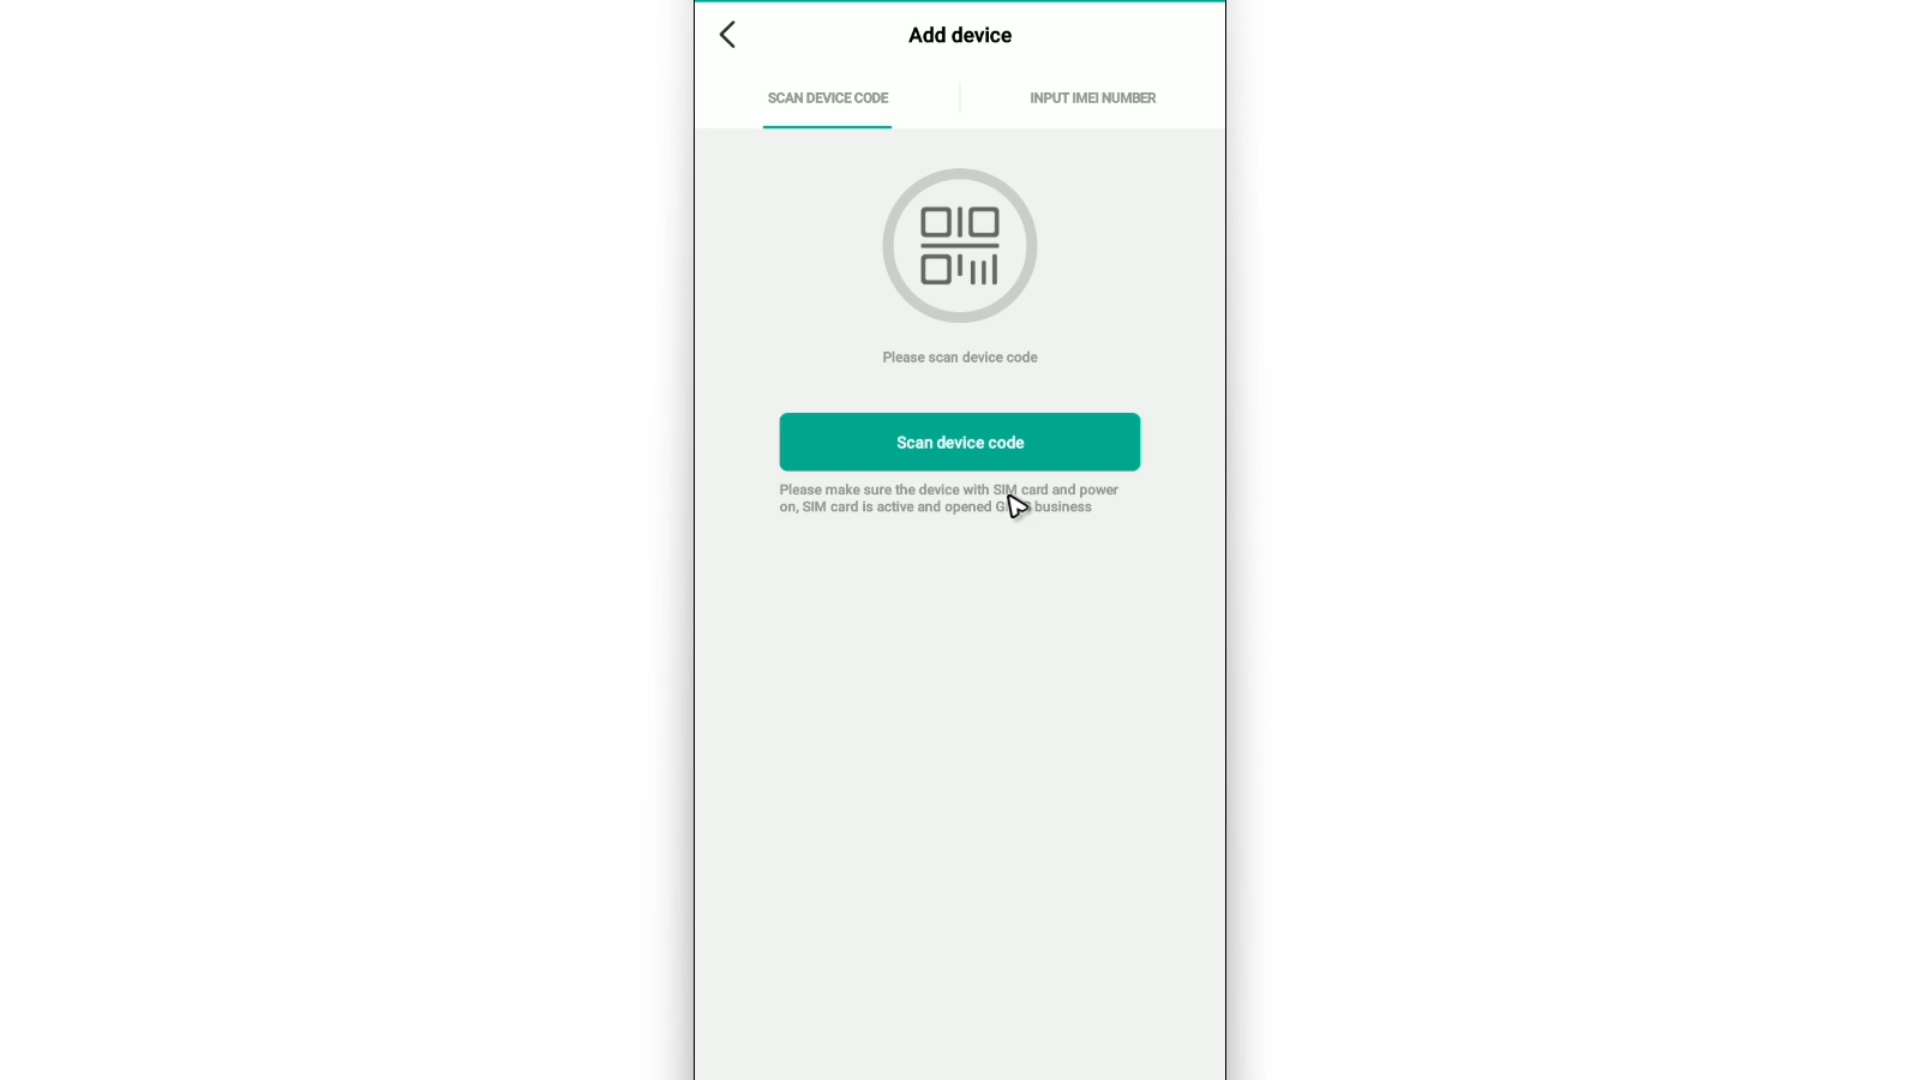 Add device
SCAN DEVICE CODE
INPUT IMEI NUMBER
Please scan device code
Scan device code
Please make sure the device with SIM card and power
on, SIM card is active and opened business